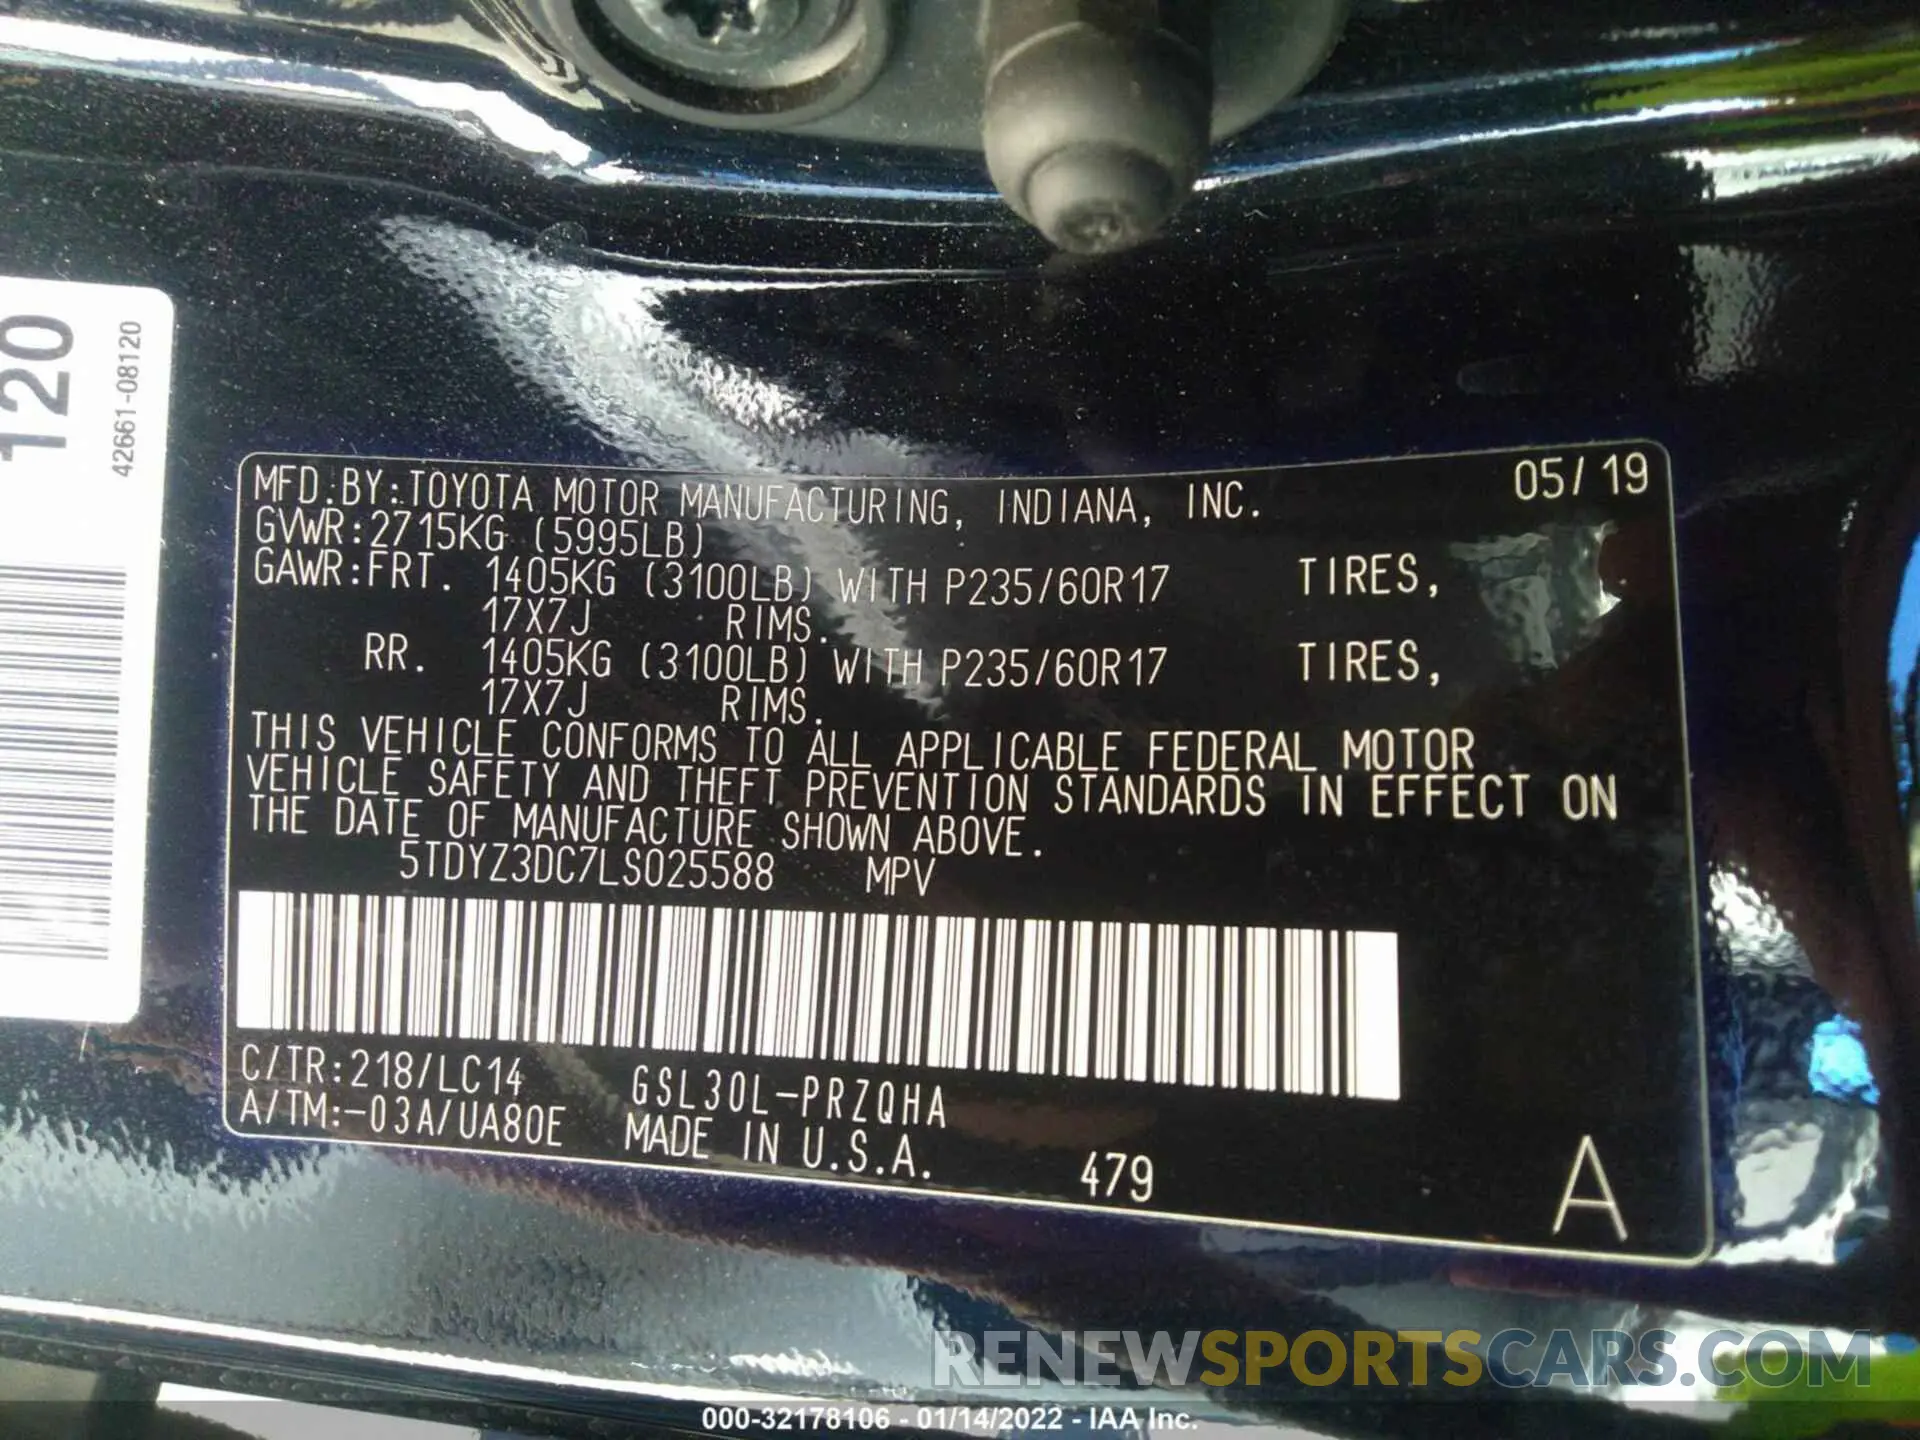 120
42661-08120
MFD.BY:TOYOTA MOTOR MANUFACTURING, INDIANA, INC. 05/19
GVWR:2715KG (5995LB)
GAWR:FRT. 1405KG (3100LB) WITH P235/60R17 TIRES,
17X7J RIMS.
RR. 1405KG (3100LB) WITH P235/60R17 TIRES,
17X7J RIMS.
THIS VEHICLE CONFORMS TO ALL APPLICABLE FEDERAL MOTOR
VEHICLE SAFETY AND THEFT PREVENTION STANDARDS IN EFFECT ON
THE DATE OF MANUFACTURE SHOWN ABOVE.
5TDYZ3DC7LS025588 MPV
C/TR:218/LC14 GSL30L-PRZQHA
A/TM:-03A/UA80E MADE IN U.S.A. 479 A
RENEWSPORTSCARS.COM
000-32178106 - 01/14/2022 - IAA Inc.